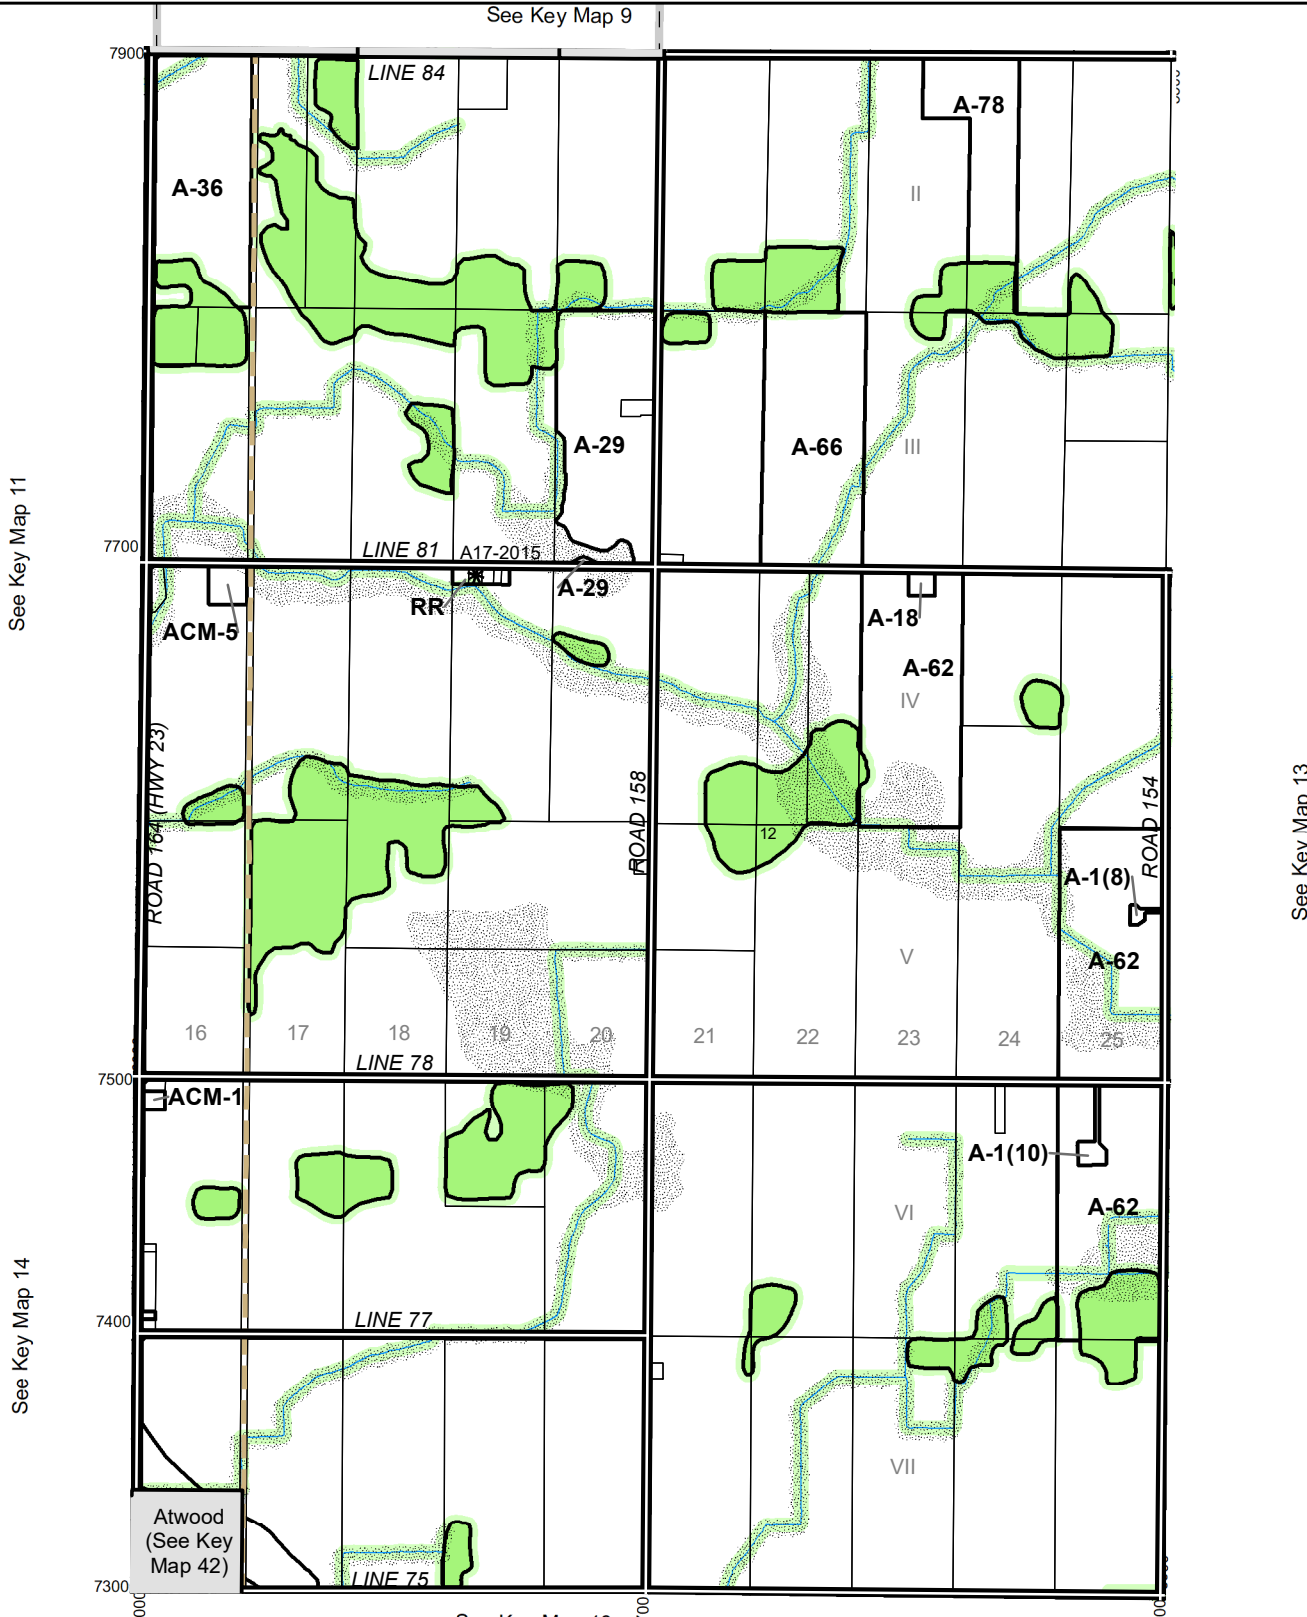 See Key Map 9
7900
LINE 84
A-78
A-36
II
A-29
A-66
III
See Key Map 11
7700
LINE 81
A17-2015
A-29
RR
A-18
ACM-5
A-62
IV
ROAD 164 (HWY 23)
ROAD 158
ROAD 154
See Key Map 13
12
A-1(8)
V
A-62
16
17
18
19
20
21
22
23
24
25
LINE 78
7500
ACM-1
A-1(10)
A-62
VI
See Key Map 14
7400
LINE 77
VII
Atwood
(See Key
Map 42)
7300
LINE 75